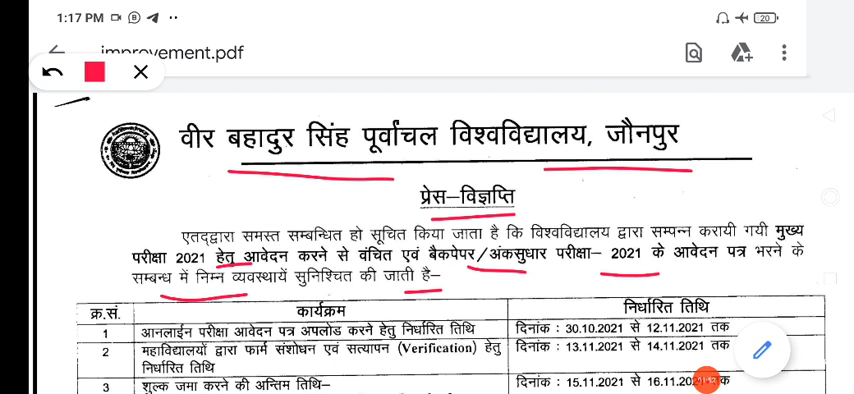 1:17 PM
20
improvement.pdf
वीर बहादुर सिंह पूर्वांचल विश्वविद्यालय, जौनपुर
प्रेस–विज्ञप्ति
एतद्द्वारा समस्त सम्बन्धित हो सूचित किया जाता है कि विश्वविद्यालय द्वारा सम्पन्न करायी गयी मुख्य
परीक्षा 2021 हेतु आवेदन करने से वंचित एवं बैकपेपर/अंकसुधार परीक्षा– 2021 के आवेदन पत्र भरने के
सम्बन्ध में निम्न व्यवस्थायें सुनिश्चित की जाती है–
क्र.सं. कार्यक्रम निर्धारित तिथि
1 आनलाईन परीक्षा आवेदन पत्र अपलोड करने हेतु निर्धारित तिथि दिनांक : 30.10.2021 से 12.11.2021 तक
2 महाविद्यालयों द्वारा फार्म संशोधन एवं सत्यापन (Verification) हेतु दिनांक : 13.11.2021 से 14.11.2021 तक
निर्धारित तिथि
3 शुल्क जमा करने की अन्तिम तिथि– दिनांक : 15.11.2021 से 16.11.2021 तक